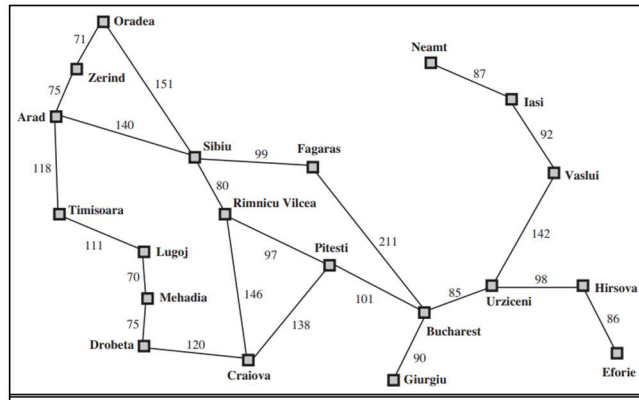 Oradea
71
Neamt
Zerind
87
75
151
Iasi
Arad
140
92
Sibiu
99
Fagaras
118
Vaslui
80
Timisoara
Rimnicu Vilcea
111
142
Lugoj
97
Pitesti
211
70
98
Hirsova
Mehadia
146
101
85
Urziceni
75
138
86
Bucharest
Drobeta
120
90
Craiova
Giurgiu
Eforie